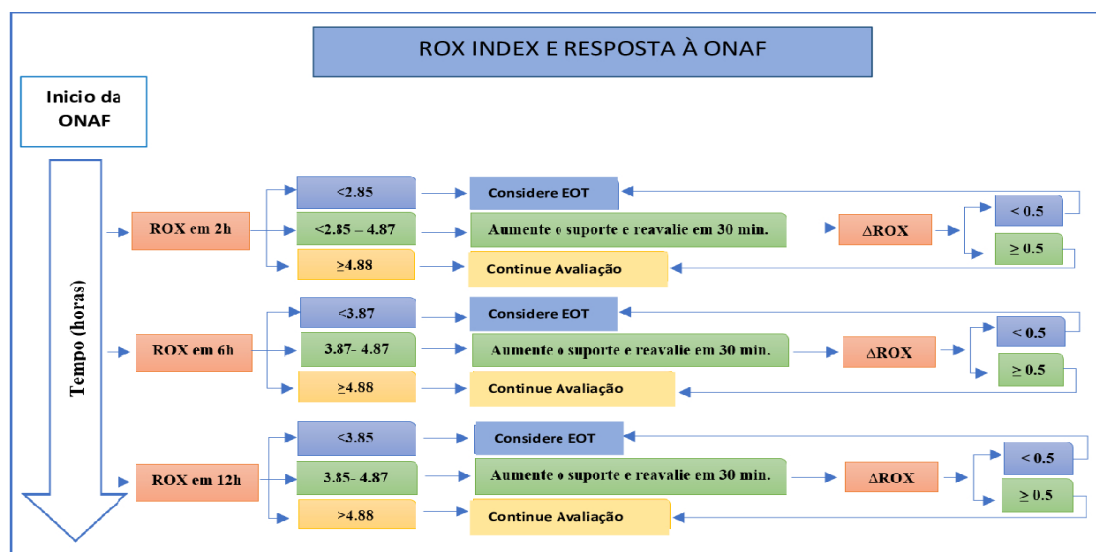 ROX INDEX E RESPOSTA À ONAF
Inicio da
ONAF
Tempo (horas)
ROX em 2h
<2.85
Considere EOT
<2.85 – 4.87
Aumente o suporte e reavalie em 30 min.
≥4.88
Continue Avaliação
ΔROX
< 0.5
≥ 0.5
ROX em 6h
<3.87
Considere EOT
3.87- 4.87
Aumente o suporte e reavalie em 30 min.
≥4.88
Continue Avaliação
ΔROX
< 0.5
≥ 0.5
ROX em 12h
<3.85
Considere EOT
3.85- 4.87
Aumente o suporte e reavalie em 30 min.
>4.88
Continue Avaliação
ΔROX
< 0.5
≥ 0.5